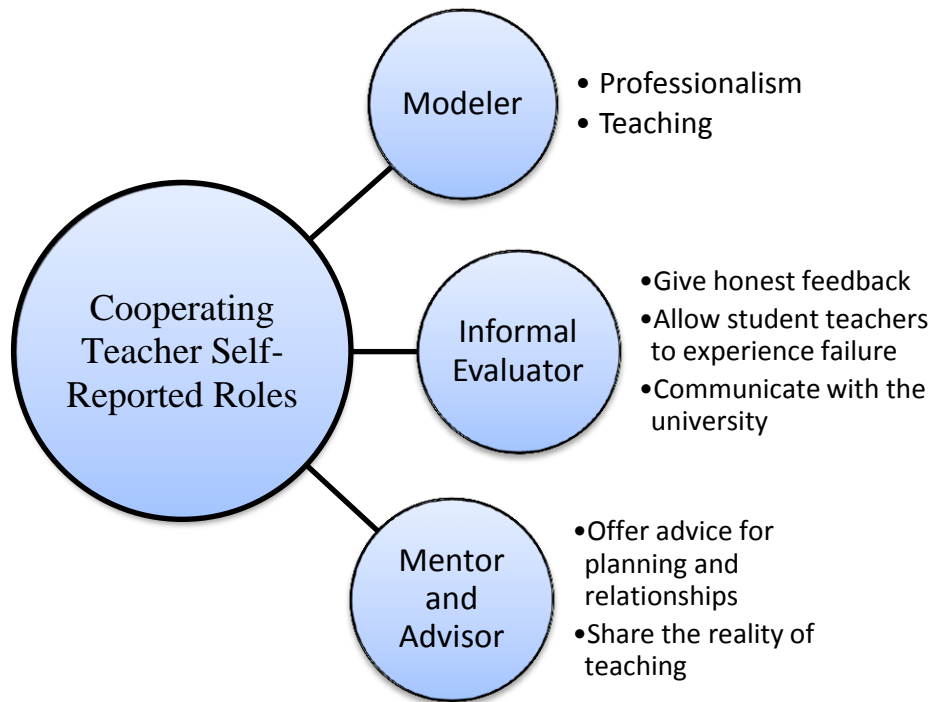 Modeler
• Professionalism
• Teaching
Cooperating
Teacher Self-
Reported Roles
Informal
Evaluator
•Give honest feedback
•Allow student teachers
to experience failure
•Communicate with the
university
Mentor
and
Advisor
•Offer advice for
planning and
relationships
•Share the reality of
teaching